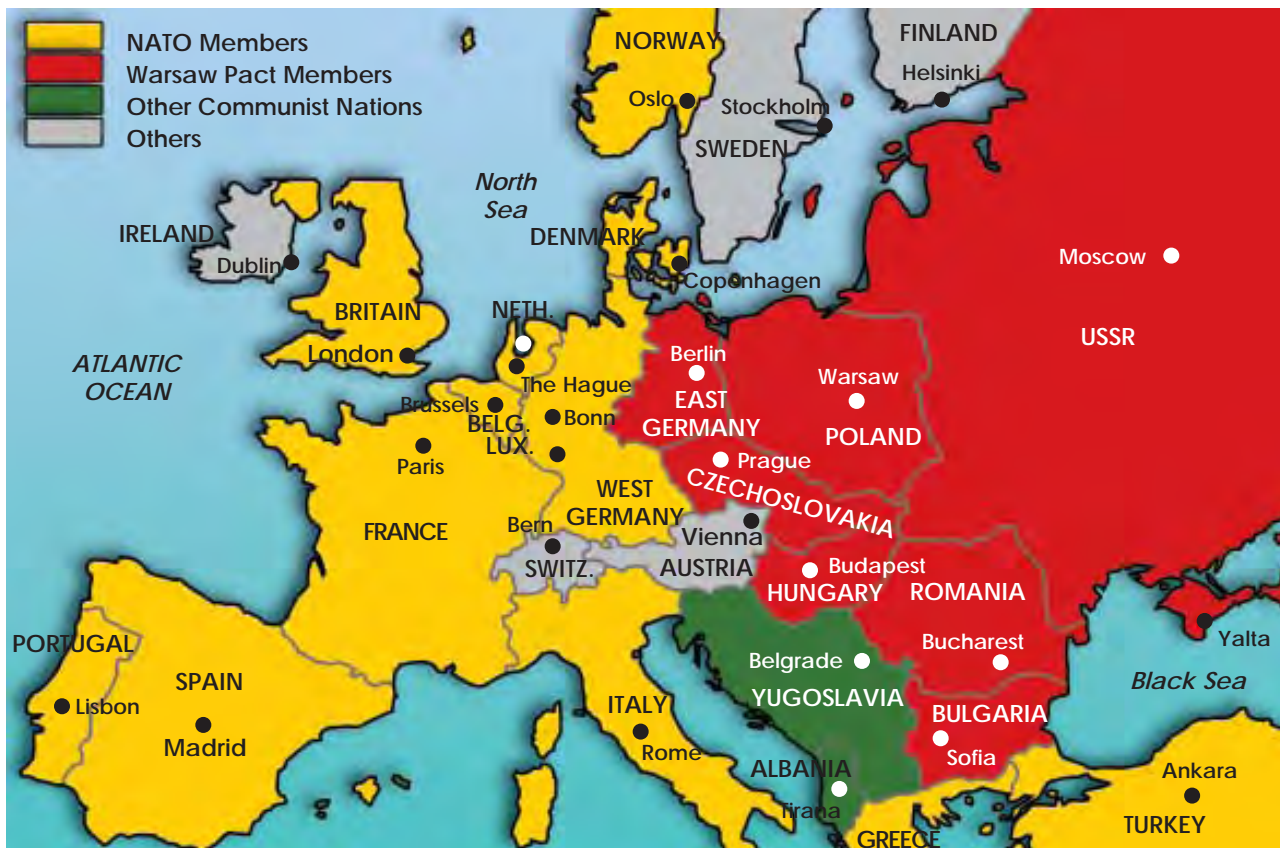 NATO Members
Warsaw Pact Members
Other Communist Nations
Others
NORWAY
Oslo
FINLAND
Helsinki
Stockholm
SWEDEN
North
Sea
IRELAND
Dublin
DENMARK
Copenhagen
Moscow
USSR
BRITAIN
London
NETH.
The Hague
ATLANTIC
OCEAN
Berlin
EAST
GERMANY
Warsaw
POLAND
Brussels
BELG.
LUX.
Bonn
Paris
Prague
CZECHOSLOVAKIA
WEST
GERMANY
FRANCE
Bern
SWITZ.
Vienna
AUSTRIA
Budapest
HUNGARY
ROMANIA
Bucharest
Yalta
Black Sea
PORTUGAL
Lisbon
SPAIN
Madrid
ITALY
Rome
Belgrade
YUGOSLAVIA
BULGARIA
Sofia
ALBANIA
Tirana
GREECE
Ankara
TURKEY